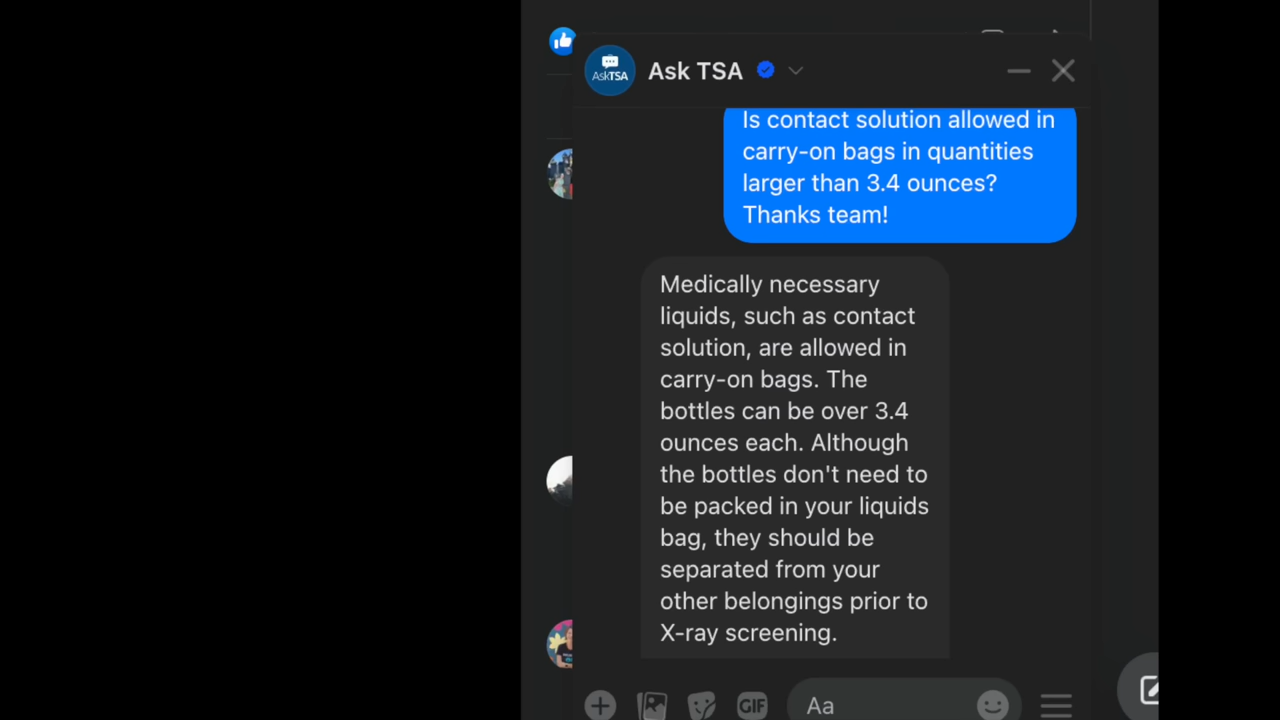 AskTSA
Ask TSA
Is contact solution allowed in
carry-on bags in quantities
larger than 3.4 ounces?
Thanks team!
Medically necessary
liquids, such as contact
solution, are allowed in
carry-on bags. The
bottles can be over 3.4
ounces each. Although
the bottles don't need to
be packed in your liquids
bag, they should be
separated from your
other belongings prior to
X-ray screening.
GIF
Aa